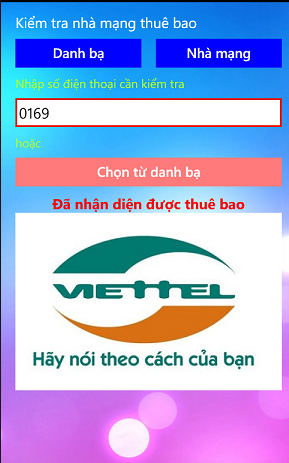 Kiểm tra nhà mạng thuê bao
Danh bạ
Nhà mạng
Nhập số điện thoại cần kiểm tra
0169
hoặc
Chọn từ danh bạ
Đã nhận diện được thuê bao
VIETTEL
Hãy nói theo cách của bạn